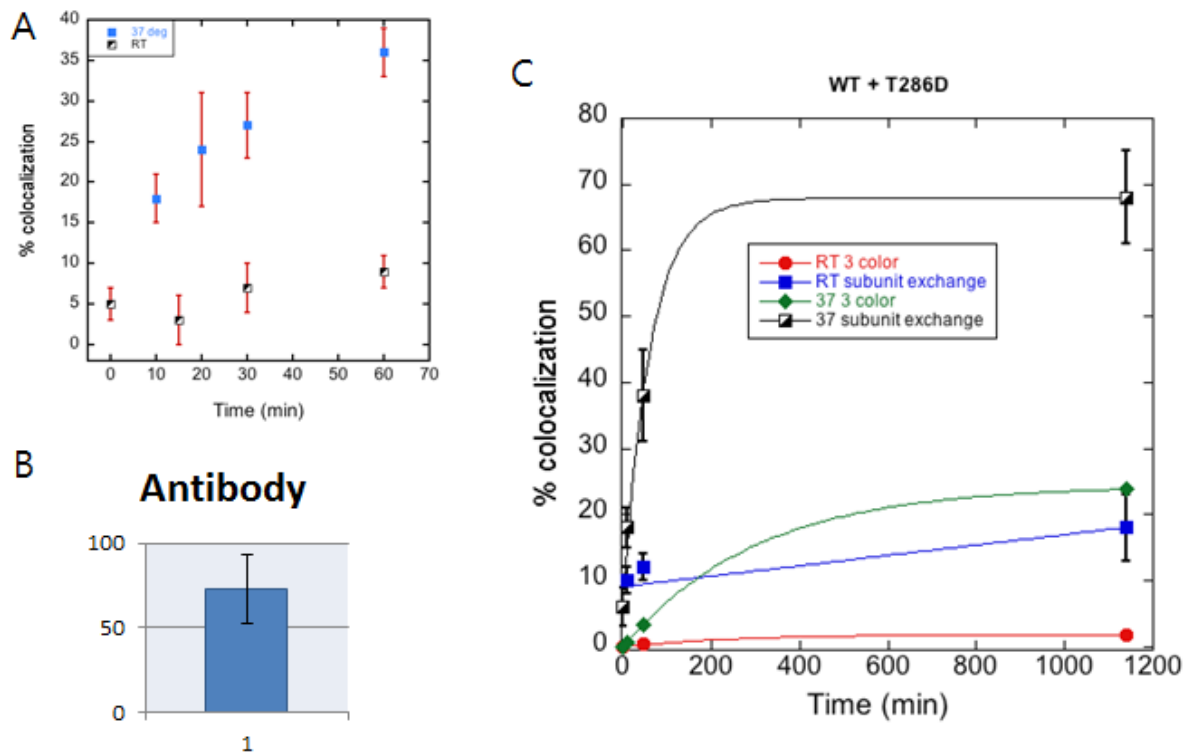 A
37 deg
RT
40
35
30
25
20
15
10
5
0
% colocalization
0 10 20 30 40 50 60 70
Time (min)
B
Antibody
100
50
0
1
C
WT + T286D
80
70
60
50
40
30
20
10
0
% colocalization
RT 3 color
RT subunit exchange
37 3 color
37 subunit exchange
0 200 400 600 800 1000 1200
Time (min)